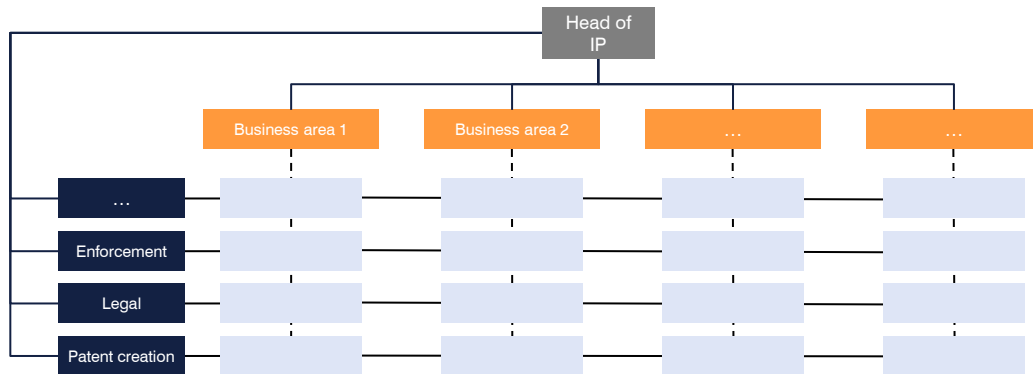 Head of
IP
Business area 1
Business area 2
...
...
...
Enforcement
Legal
Patent creation